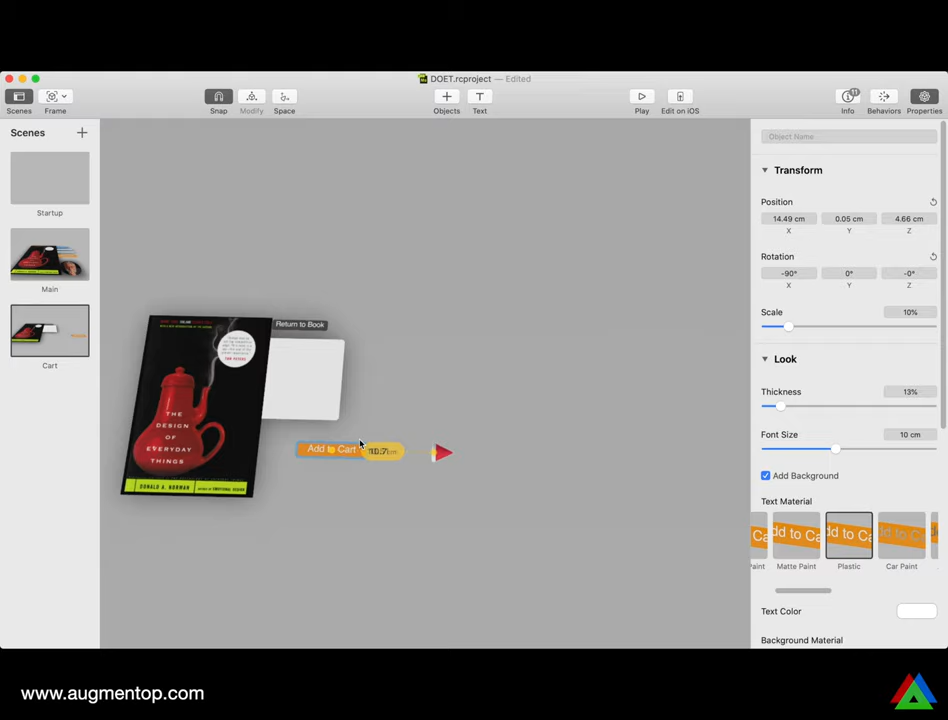 DOET.rcproject — Edited
Scenes
Frame
Snap
Modify
Space
Objects
Text
Play
Edit on iOS
11
Info
Behaviors
Properties
Scenes
Startup
Main
Cart
Return to Book
THE
DESIGN
OF
EVERYDAY
THINGS
DONALD A. NORMAN
Add to Cart
Object Name
Transform
Position
14.49 cm
0.05 cm
4.66 cm
X
Y
Z
Rotation
-90°
0°
-0°
X
Y
Z
Scale
10%
Look
Thickness
13%
Font Size
10 cm
Add Background
Text Material
Paint
Matte Paint
Plastic
Car Paint
Text Color
Background Material
www.augmentop.com